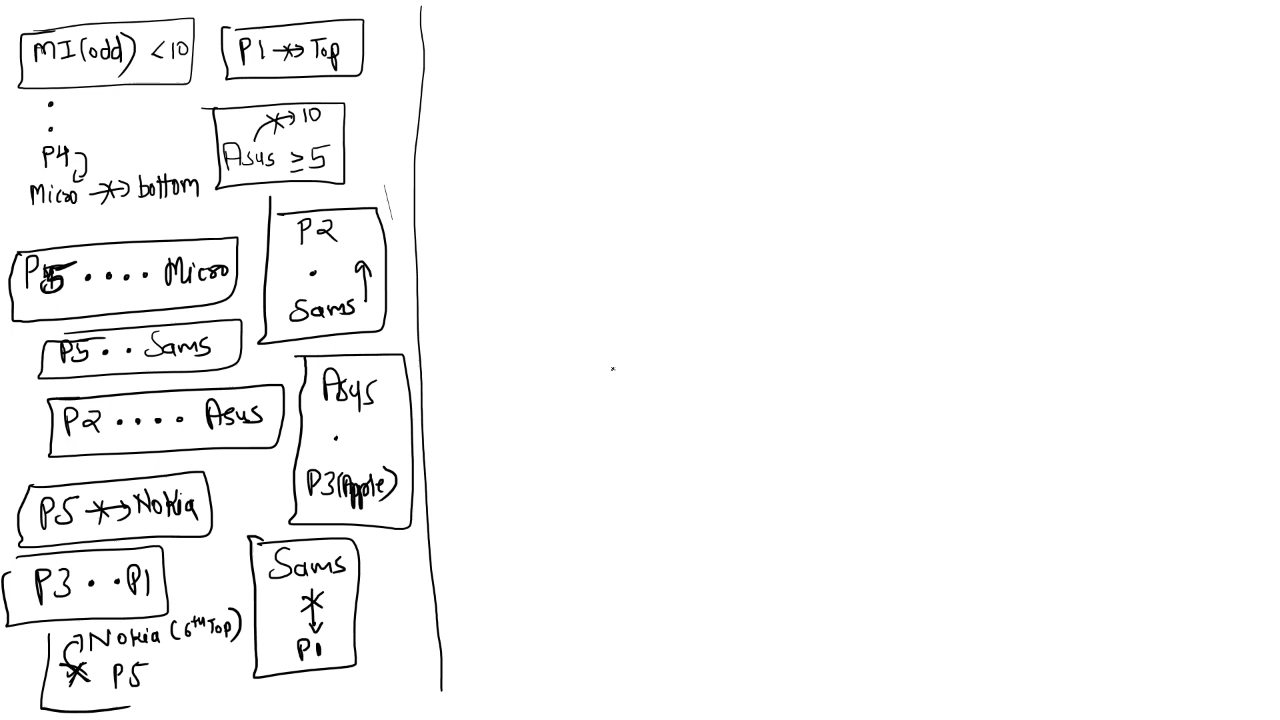 MI(odd) <10
P1 ↛ Top
P4
Micro ↛ bottom
↛ 10
Asus ≥5
P2
Sams
P5 .... Micro
P5 .. Sams
P2 .... Asus
Asys
P3(Apple)
P5 ↛ Nokia
P3 .. P1
Nokia (6th Top)
P5
Sams
P1